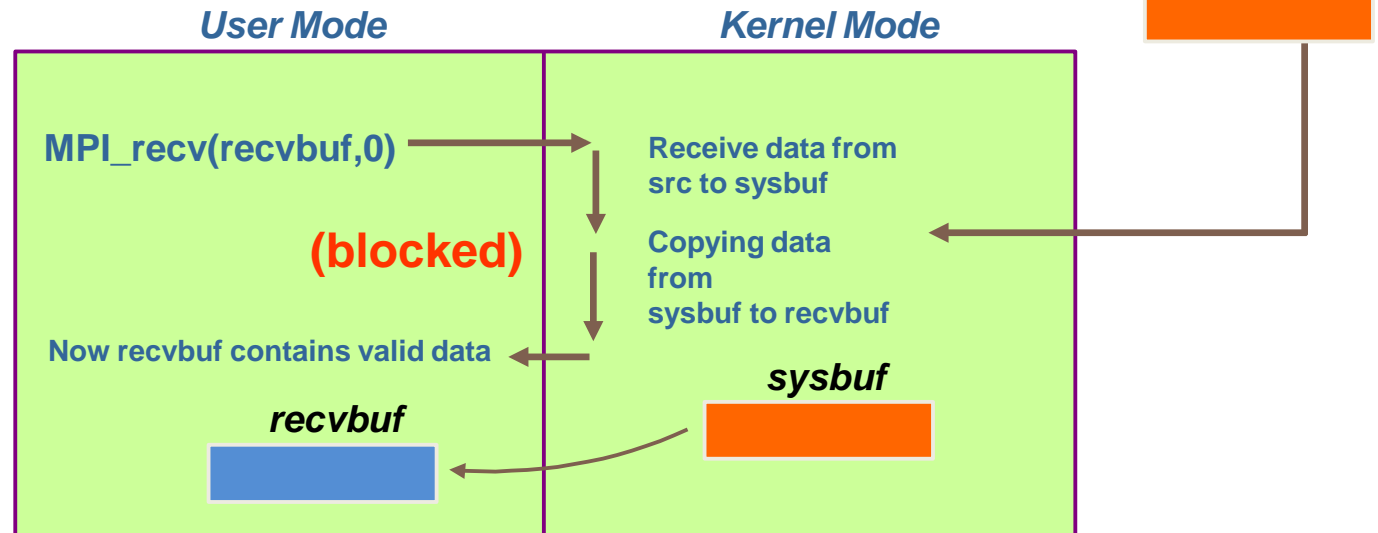 User Mode
Kernel Mode
MPI_recv(recvbuf,0)
Receive data from
src to sysbuf
(blocked)
Copying data
from
sysbuf to recvbuf
Now recvbuf contains valid data
sysbuf
recvbuf